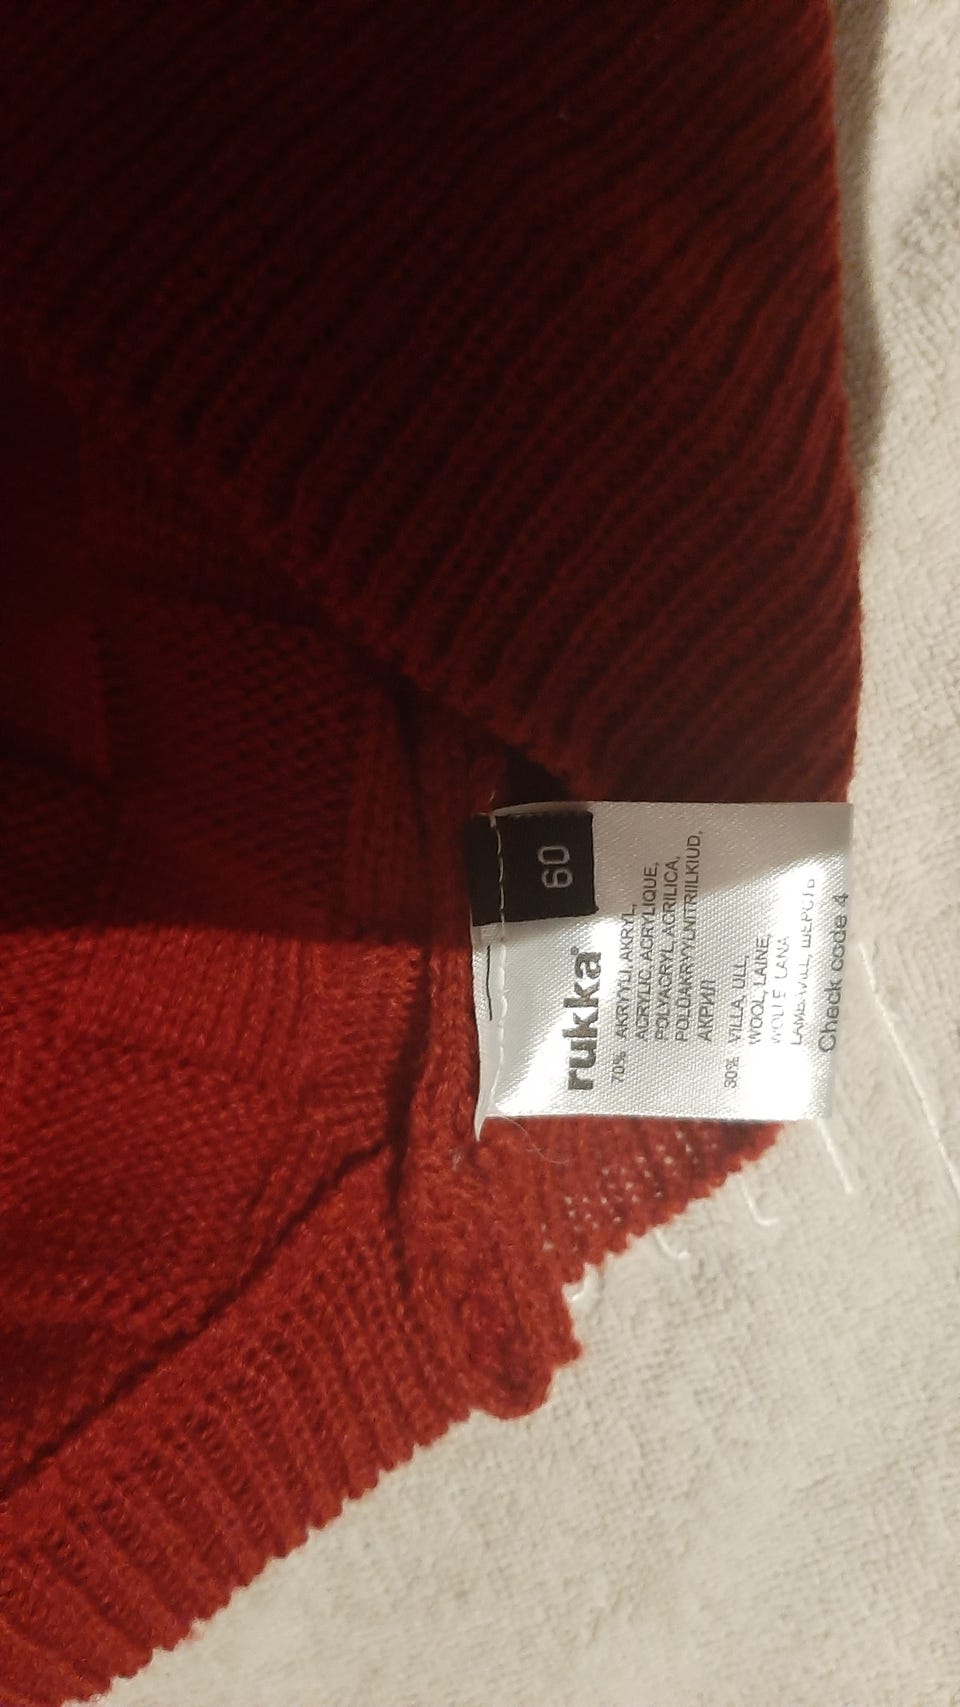 60
rukka
70% AKRYYLI, AKRYL,
ACRYLIC, ACRYLIQUE,
POLYACRYL, ACRILICA,
POLÜAKRYYLNITRIILKIUD,
АКРИЛ
30% VILLA, ULL,
WOOL, LAINE,
WOLLE, LANA
LAMBAVILL, ШЕРСТЬ
Check code 4